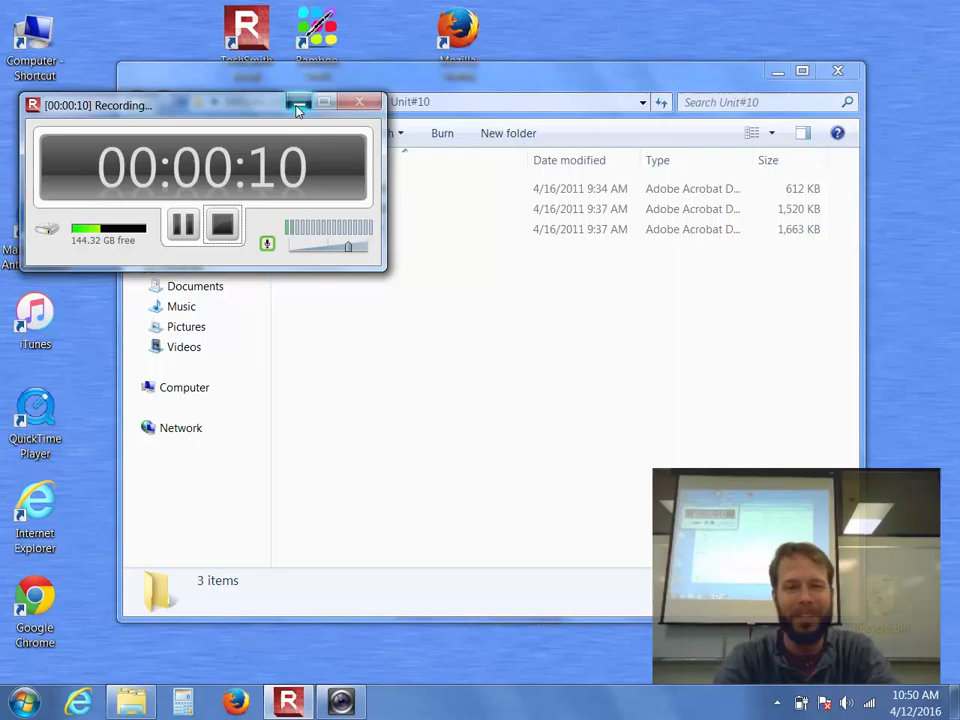 Computer -
Shortcut
TechSmith
Mozilla
[00:00:10] Recording...
00:00:10
144.32 GB free
Unit#10
Search Unit#10
Burn
New folder
Date modified
Type
Size
4/16/2011 9:34 AM
Adobe Acrobat D...
612 KB
4/16/2011 9:37 AM
Adobe Acrobat D...
1,520 KB
4/16/2011 9:37 AM
Adobe Acrobat D...
1,663 KB
Documents
Music
Pictures
Videos
Computer
Network
3 items
iTunes
QuickTime
Player
Internet
Explorer
Google
Chrome
Recycle Bin
10:50 AM
4/12/2016